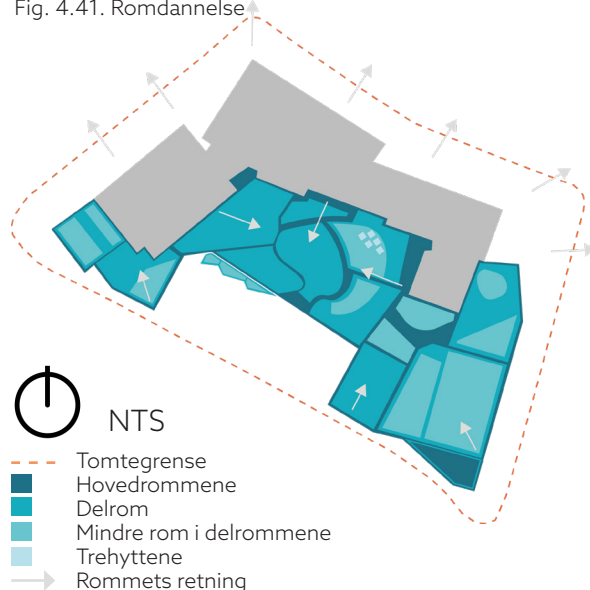 Fig. 4.41. Romdannelse
NTS
Tomtegrense
Hovedrommene
Delrom
Mindre rom i delrommene
Trehyttene
Rommets retning